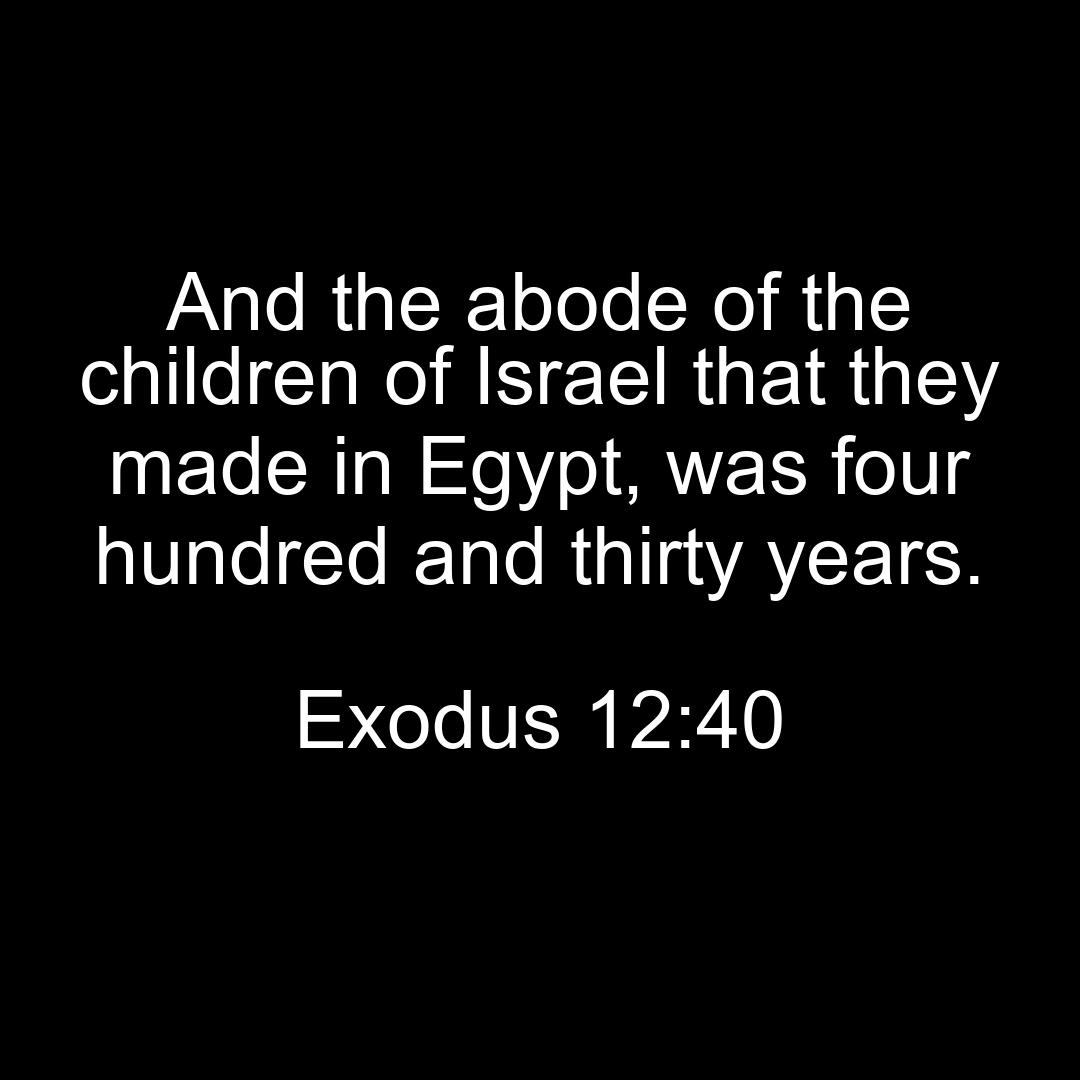 And the abode of the
children of Israel that they
made in Egypt, was four
hundred and thirty years.
Exodus 12:40